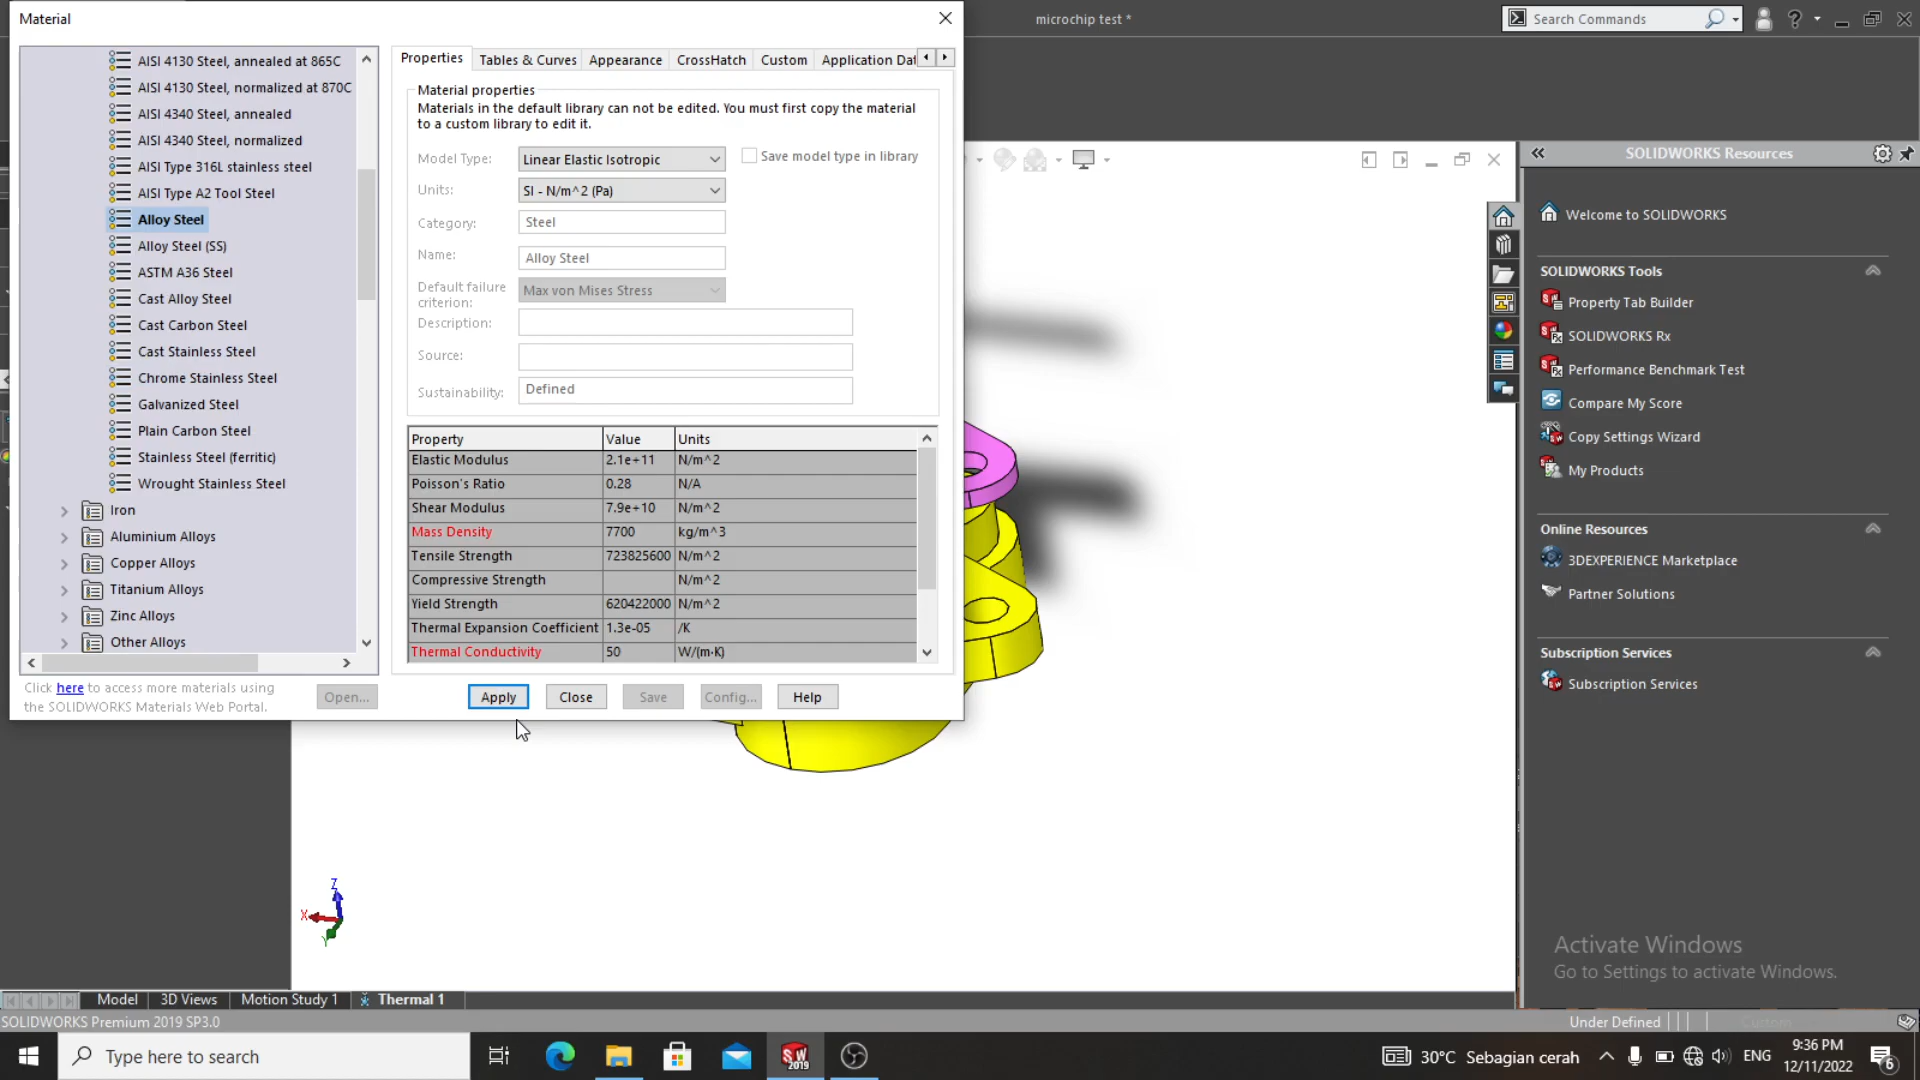 Material
microchip test *
Search Commands
AISI 4130 Steel, annealed at 865C
AISI 4130 Steel, normalized at 870C
AISI 4340 Steel, annealed
AISI 4340 Steel, normalized
AISI Type 316L stainless steel
AISI Type A2 Tool Steel
Alloy Steel
Alloy Steel (SS)
ASTM A36 Steel
Cast Alloy Steel
Cast Carbon Steel
Cast Stainless Steel
Chrome Stainless Steel
Galvanized Steel
Plain Carbon Steel
Stainless Steel (ferritic)
Wrought Stainless Steel
Iron
Aluminium Alloys
Copper Alloys
Titanium Alloys
Zinc Alloys
Other Alloys
Click here to access more materials using
the SOLIDWORKS Materials Web Portal.
Open...
Properties Tables & Curves Appearance CrossHatch Custom Application Dat
Material properties
Materials in the default library can not be edited. You must first copy the material
to a custom library to edit it.
Model Type: Linear Elastic Isotropic Save model type in library
Units: SI - N/m^2 (Pa)
Category: Steel
Name: Alloy Steel
Default failure
criterion: Max von Mises Stress
Description:
Source:
Sustainability: Defined
Property Value Units
Elastic Modulus 2.1e+11 N/m^2
Poisson's Ratio 0.28 N/A
Shear Modulus 7.9e+10 N/m^2
Mass Density 7700 kg/m^3
Tensile Strength 723825600 N/m^2
Compressive Strength N/m^2
Yield Strength 620422000 N/m^2
Thermal Expansion Coefficient 1.3e-05 /K
Thermal Conductivity 50 W/(m·K)
Apply Close Save Config... Help
SOLIDWORKS Resources
Welcome to SOLIDWORKS
SOLIDWORKS Tools
Property Tab Builder
SOLIDWORKS Rx
Performance Benchmark Test
Compare My Score
Copy Settings Wizard
My Products
Online Resources
3DEXPERIENCE Marketplace
Partner Solutions
Subscription Services
Subscription Services
Z
X
Y
Activate Windows
Go to Settings to activate Windows.
Model 3D Views Motion Study 1 Thermal 1
SOLIDWORKS Premium 2019 SP3.0
Under Defined
Custom
Type here to search
SW
2019
30°C Sebagian cerah
ENG
9:36 PM
12/11/2022
6